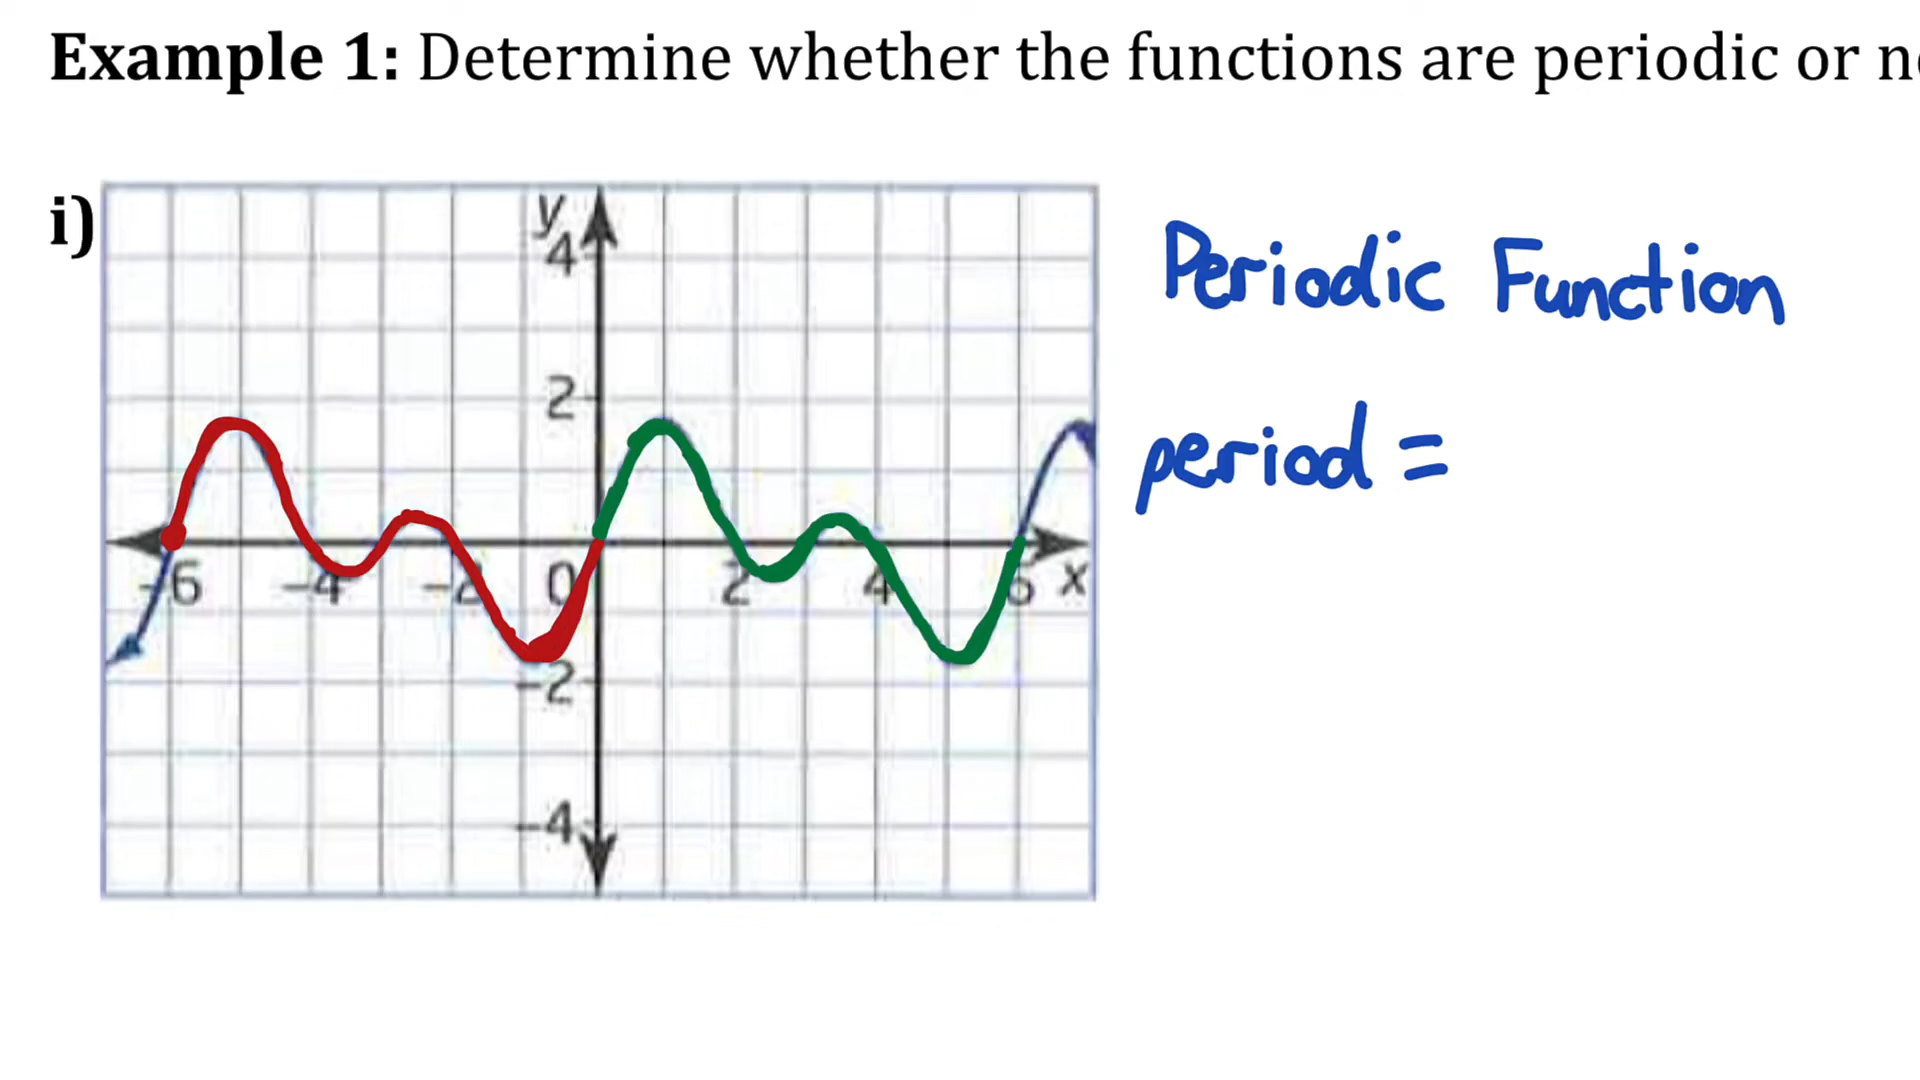 Example 1: Determine whether the functions are periodic or
i)
y
4
2
-6 -4 -2 0 2 4 6 x
-2
-4
Periodic Function
period =